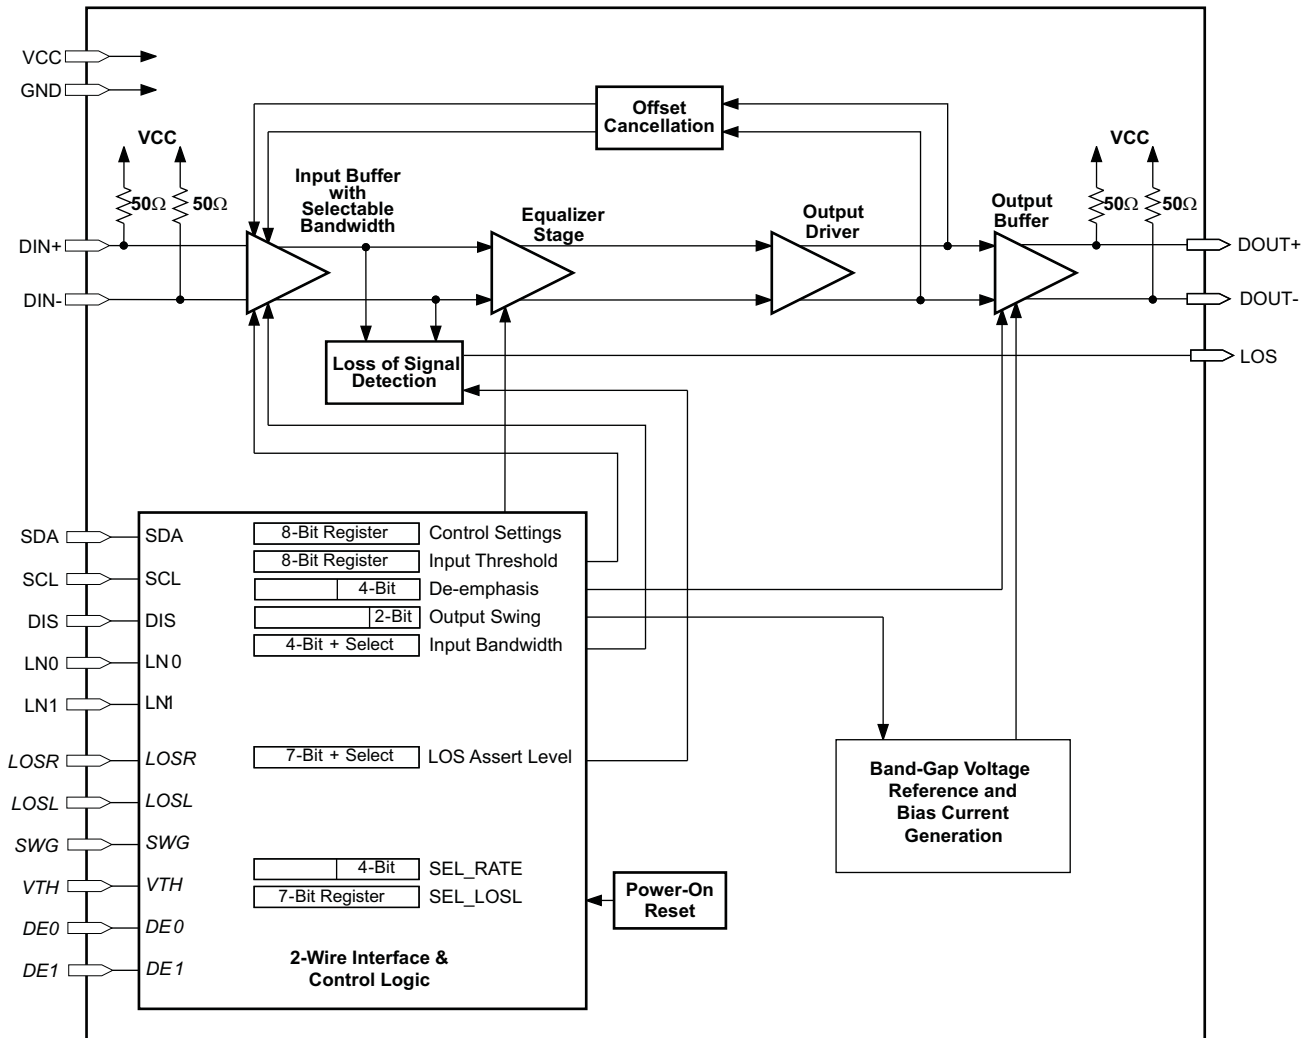 VCC
GND
Offset
Cancellation
VCC
VCC
50Ω
50Ω
Input Buffer
with
Selectable
Bandwidth
Equalizer
Stage
Output
Driver
Output
Buffer
50Ω
50Ω
DIN+
DOUT+
DIN-
DOUT-
Loss of Signal
Detection
LOS
SDA
SDA
8-Bit Register
Control Settings
8-Bit Register
Input Threshold
SCL
SCL
4-Bit
De-emphasis
DIS
DIS
2-Bit
Output Swing
4-Bit + Select
Input Bandwidth
LN0
LN0
LN1
LN1
LOSR
LOSR
7-Bit + Select
LOS Assert Level
LOSL
LOSL
Band-Gap Voltage
Reference and
Bias Current
Generation
SWG
SWG
4-Bit
SEL_RATE
VTH
VTH
7-Bit Register
SEL_LOSL
Power-On
Reset
DE0
DE0
DE1
DE1
2-Wire Interface &
Control Logic